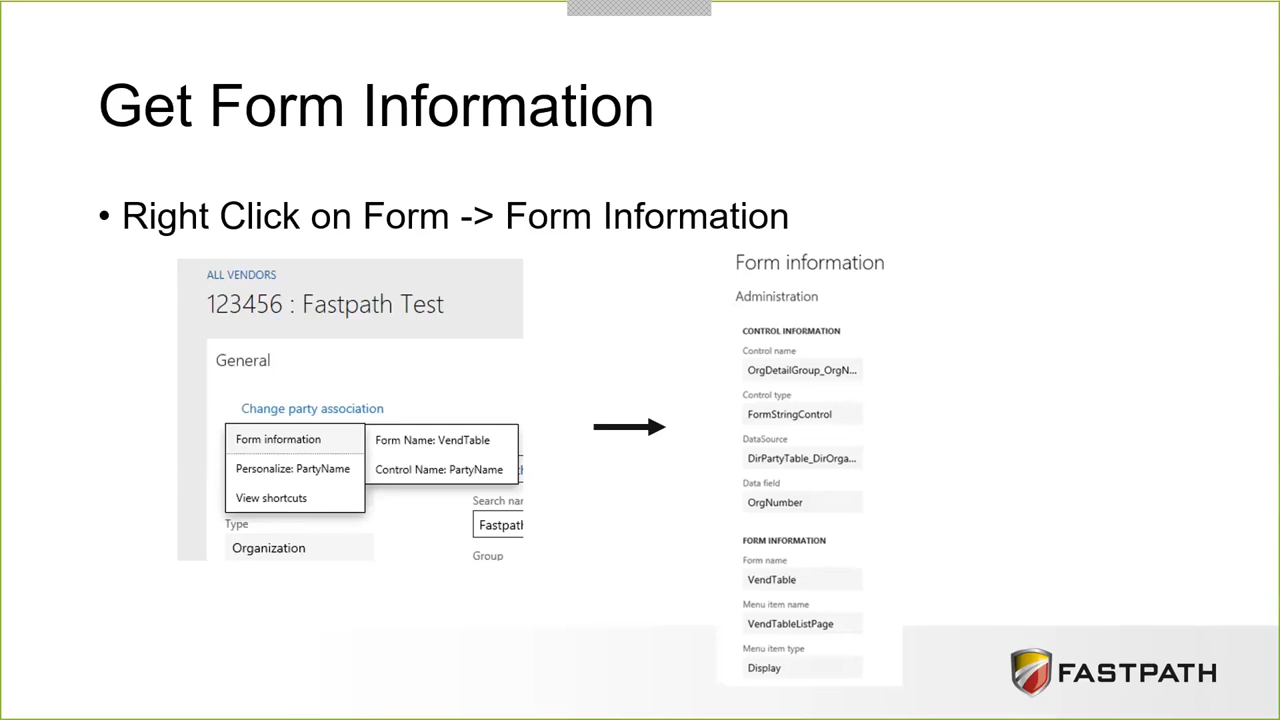 Get Form Information
• Right Click on Form -> Form Information
ALL VENDORS
123456 : Fastpath Test
General
Change party association
Form information
Personalize: PartyName
View shortcuts
Form Name: VendTable
Control Name: PartyName
Type
Organization
Search nar
Fastpath
Group
Form information
Administration
CONTROL INFORMATION
Control name
OrgDetailGroup_OrgN...
Control type
FormStringControl
DataSource
DirPartyTable_DirOrga...
Data field
OrgNumber
FORM INFORMATION
Form name
VendTable
Menu item name
VendTableListPage
Menu item type
Display
FASTPATH